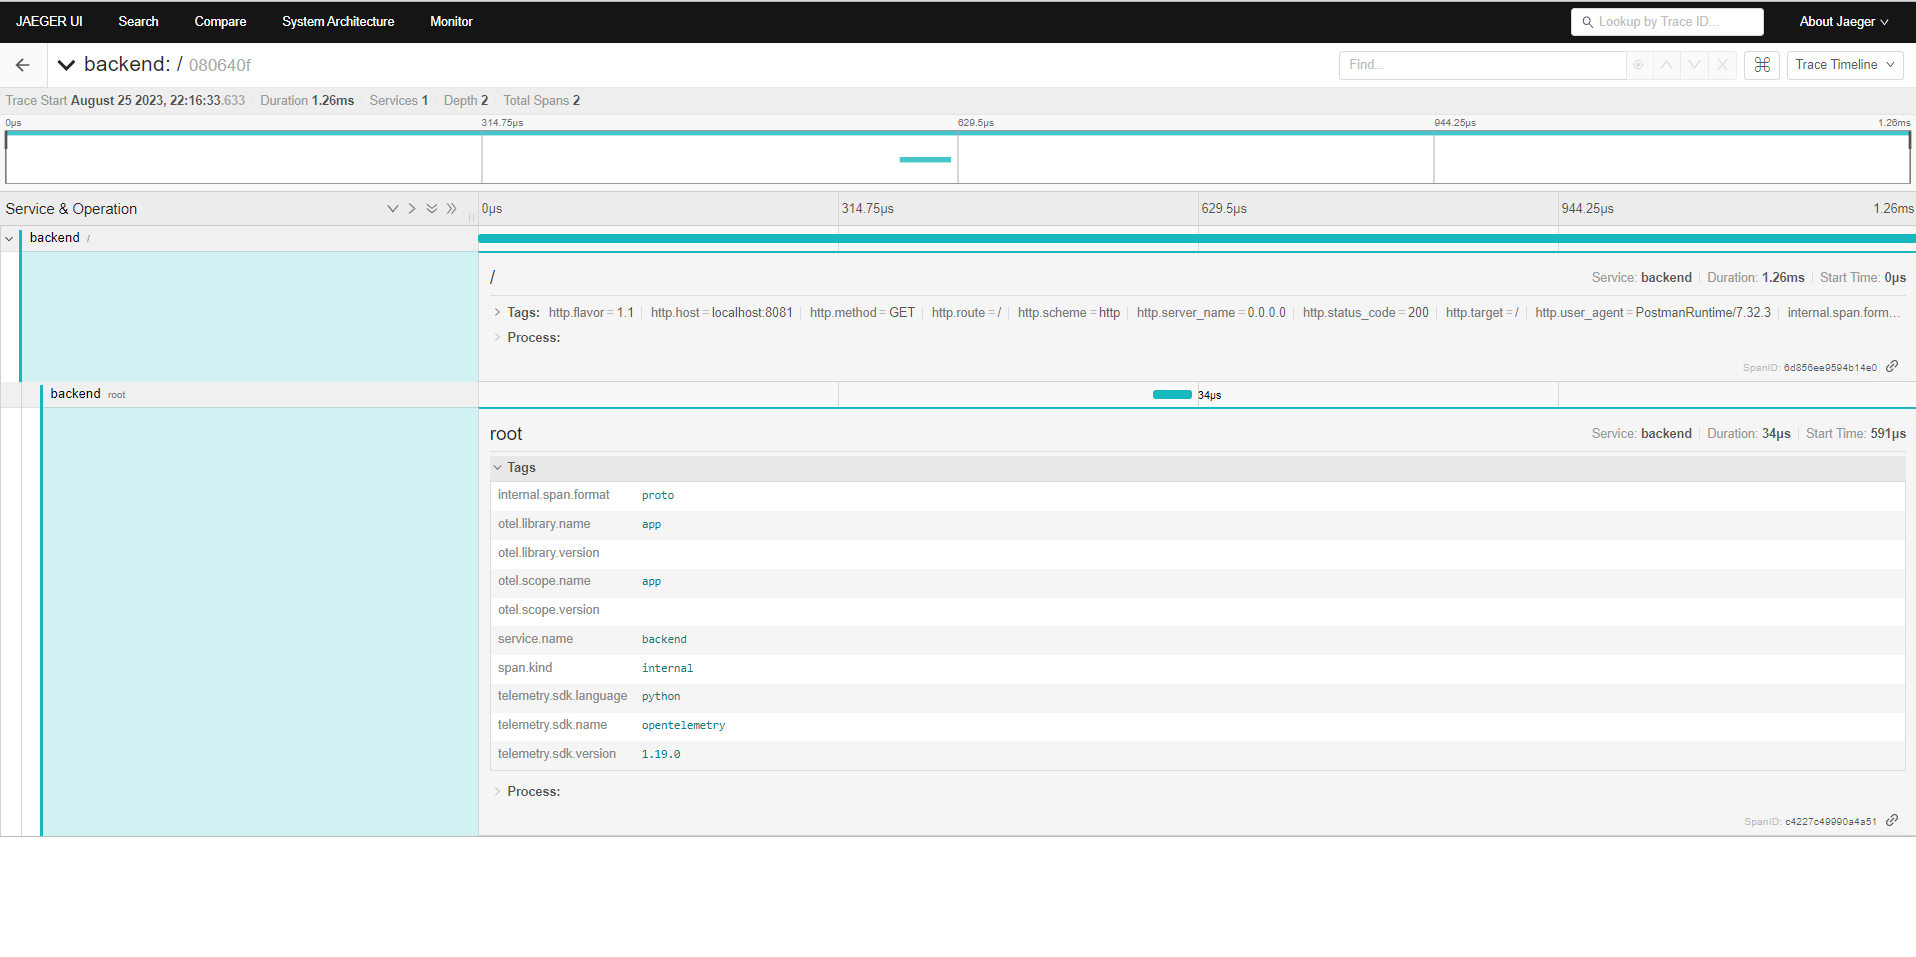 JAEGER UI Search Compare System Architecture Monitor Lookup by Trace ID... About Jaeger
backend: / 080640f Find... Trace Timeline
Trace Start August 25 2023, 22:16:33.633 Duration 1.26ms Services 1 Depth 2 Total Spans 2
0μs 314.75μs 629.5μs 944.25μs 1.26ms
Service & Operation 0μs 314.75μs 629.5μs 944.25μs 1.26ms
backend /
/ Service: backend Duration: 1.26ms Start Time: 0μs
Tags: http.flavor = 1.1 http.host = localhost:8081 http.method = GET http.route = / http.scheme = http http.server_name = 0.0.0.0 http.status_code = 200 http.target = / http.user_agent = PostmanRuntime/7.32.3 internal.span.form...
Process:
SpanID: 6d856ee9594b14e0
backend root 34μs
root Service: backend Duration: 34μs Start Time: 591μs
Tags
internal.span.format proto
otel.library.name app
otel.library.version
otel.scope.name app
otel.scope.version
service.name backend
span.kind internal
telemetry.sdk.language python
telemetry.sdk.name opentelemetry
telemetry.sdk.version 1.19.0
Process:
SpanID: c4227c49990a4a51